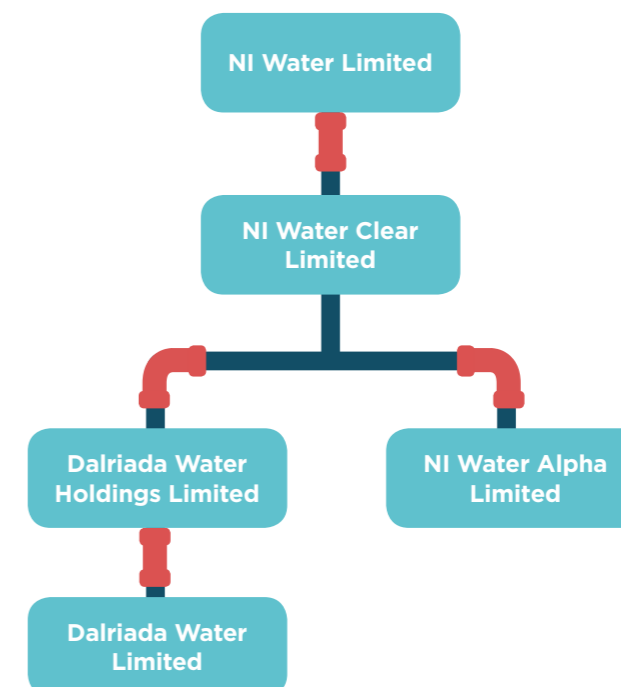 NI Water Limited
NI Water Clear
Limited
Dalriada Water
Holdings Limited
NI Water Alpha
Limited
Dalriada Water
Limited